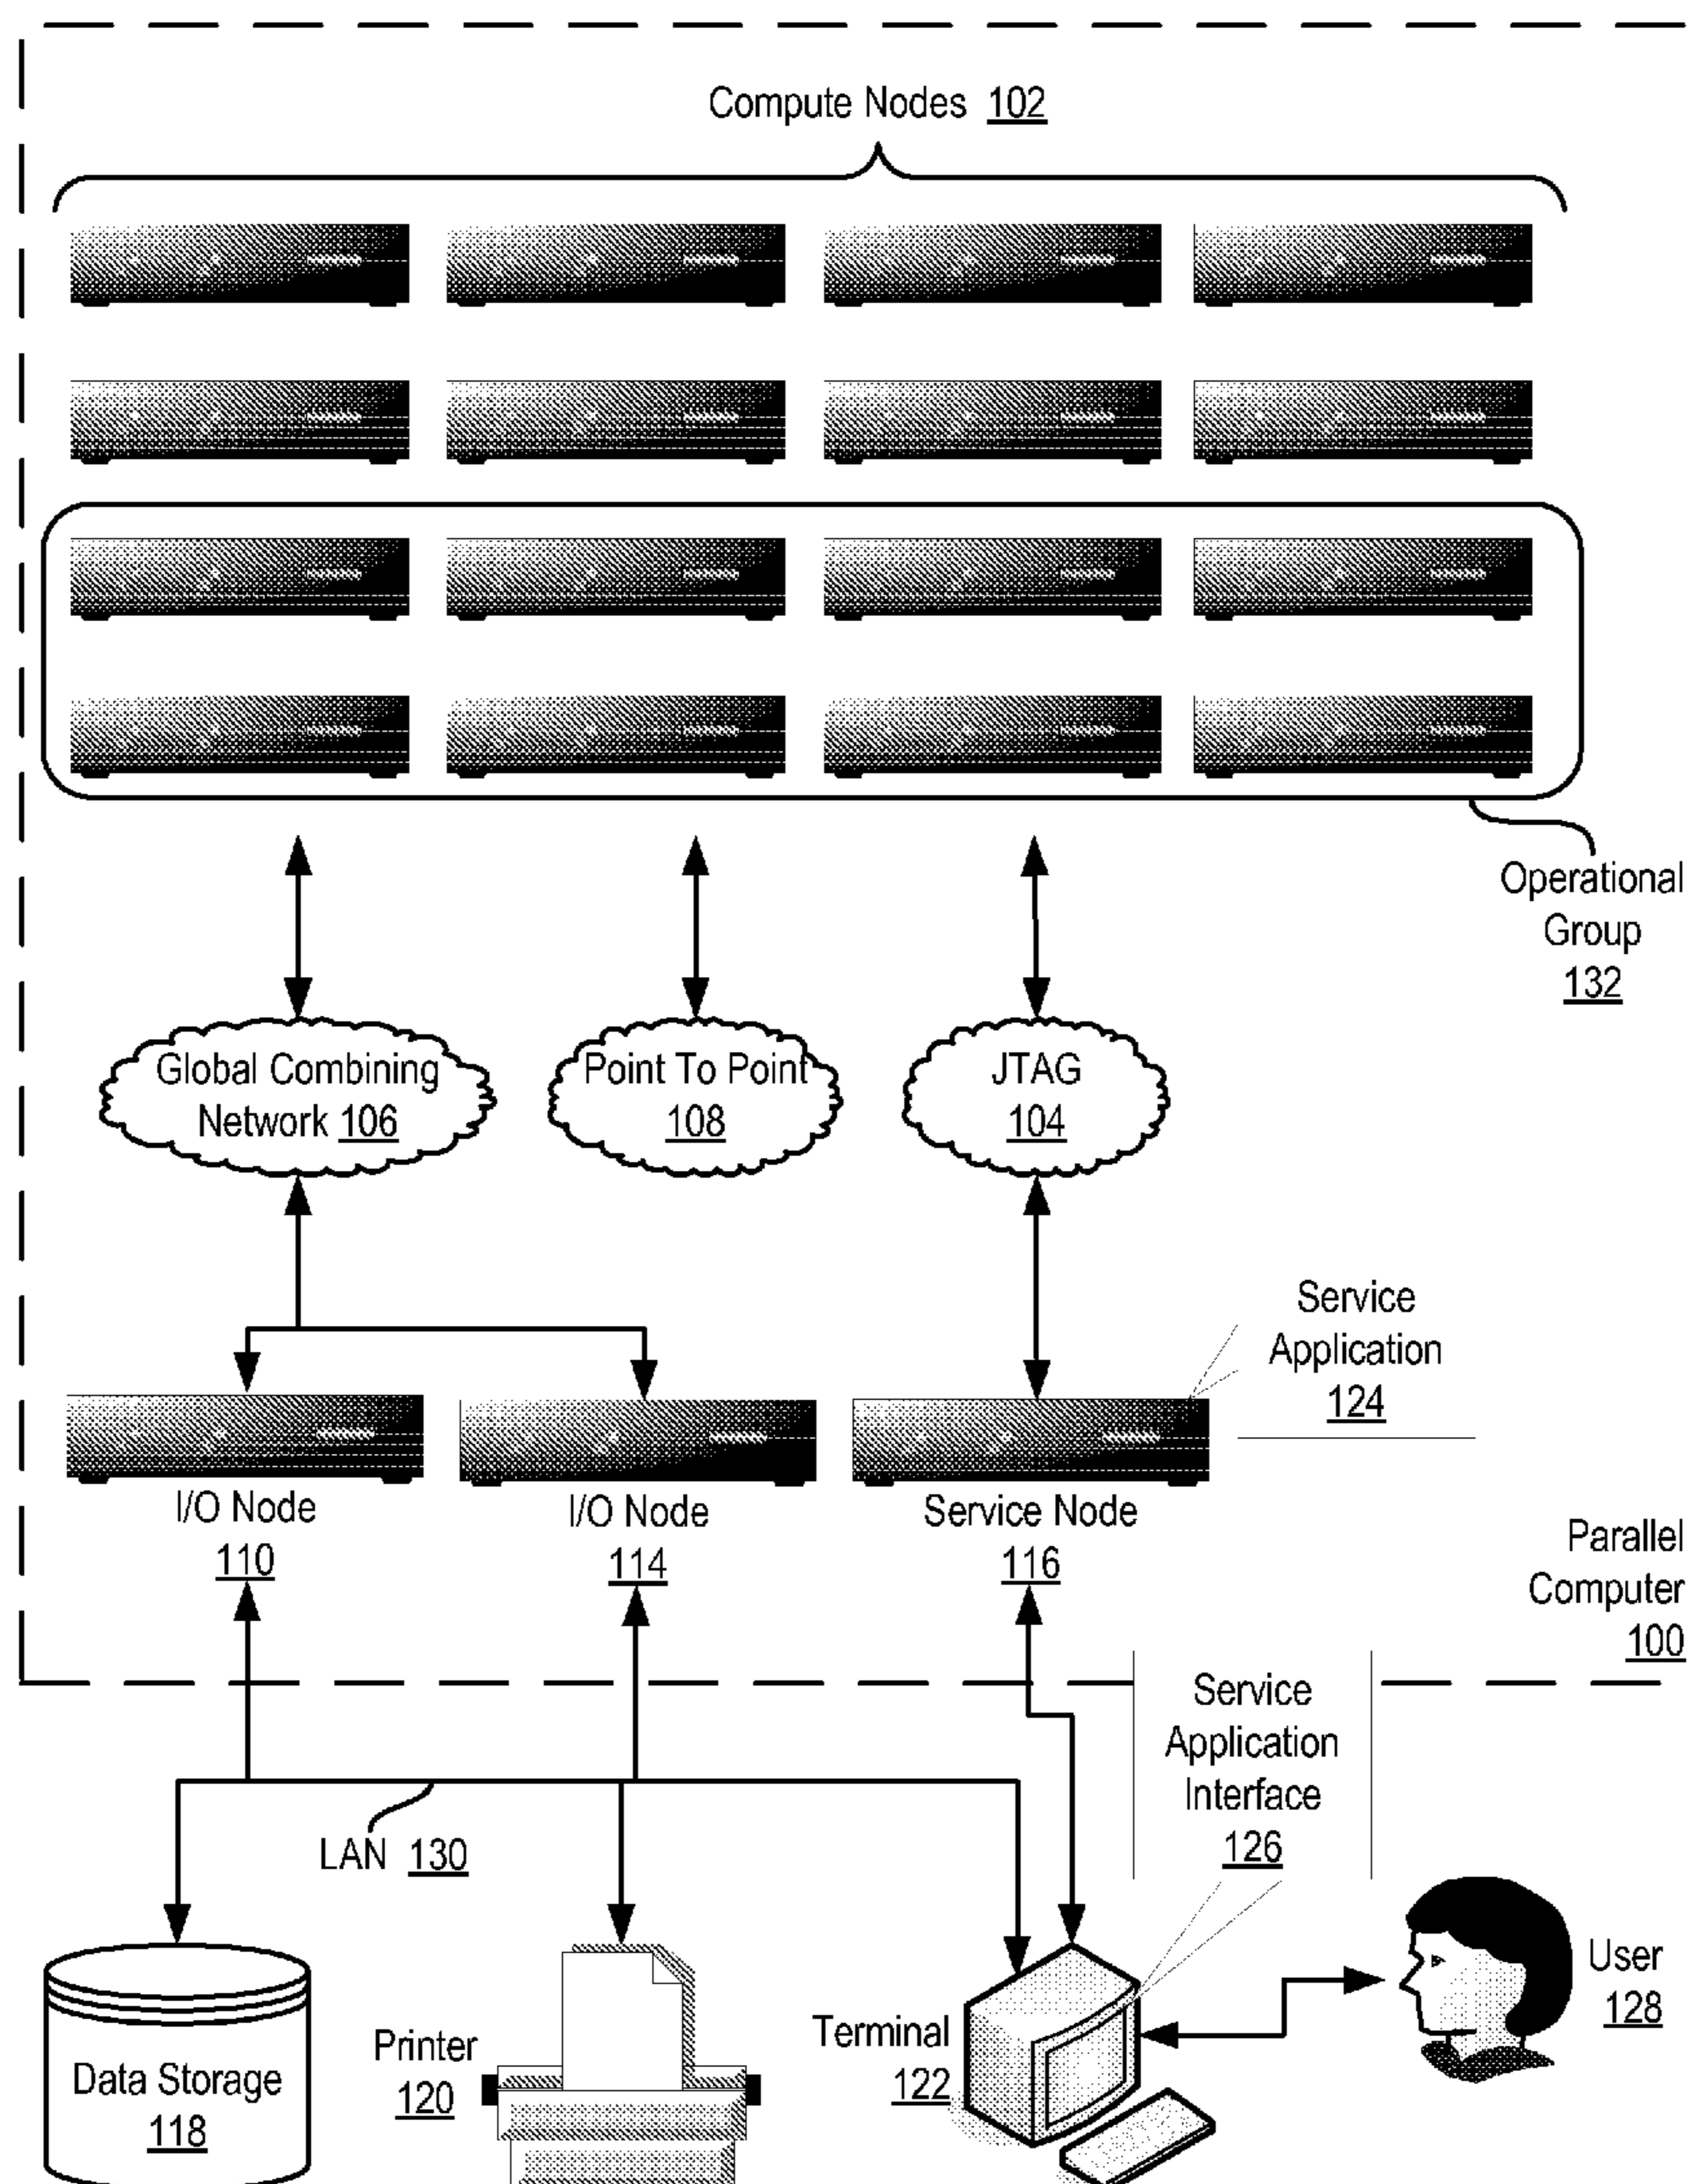 Compute Nodes 102
Operational
Group
132
Global Combining
Network 106
Point To Point
108
JTAG
104
Service
Application
124
I/O Node
110
I/O Node
114
Service Node
116
Parallel
Computer
100
Service
Application
Interface
126
LAN 130
Data Storage
118
Printer
120
Terminal
122
User
128